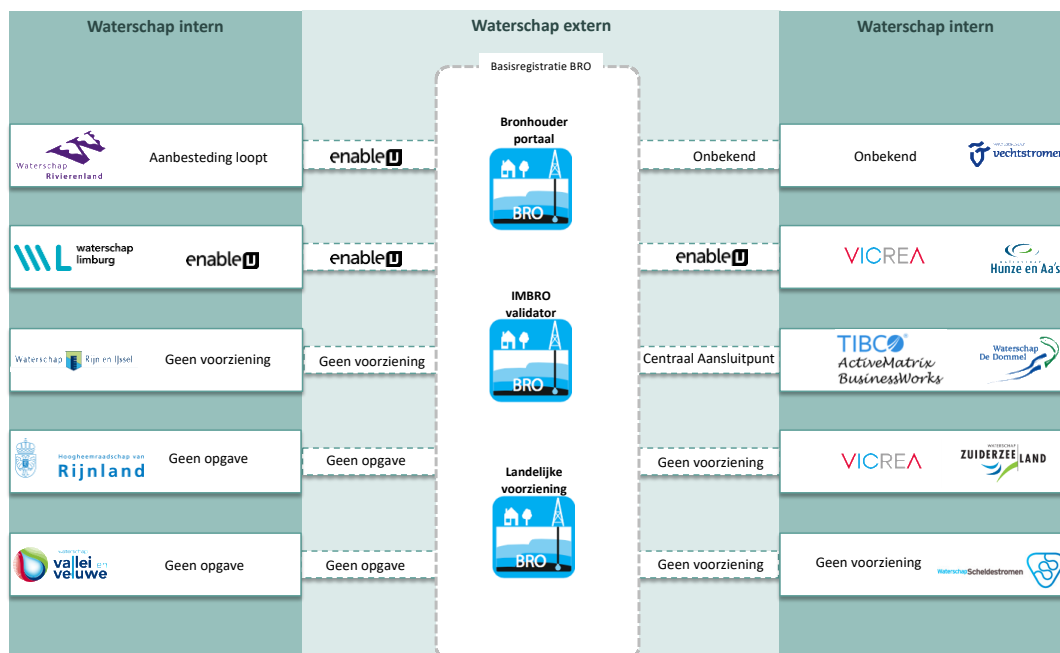 Waterschap intern
Waterschap extern
Waterschap intern
Basisregistratie BRO
Bronhouder
portaal
BRO
Waterschap
Rivierenland
Aanbesteding loopt
enableU
Onbekend
Onbekend
vechtstromen
waterschap
limburg
enableU
enableU
enableU
VICREA
Hunze en Aa's
IMBRO
validator
BRO
Waterschap Rijn en IJssel
Geen voorziening
Geen voorziening
Centraal Aansluitpunt
TIBCO®
ActiveMatrix
BusinessWorks
Waterschap
De Dommel
Hoogheemraadschap van
Rijnland
Geen opgave
Geen opgave
Geen voorziening
VICREA
WATERSCHAP
ZUIDERZEELAND
Landelijke
voorziening
BRO
vallei en
veluwe
Geen opgave
Geen opgave
Geen voorziening
Geen voorziening
WaterschapScheldestromen